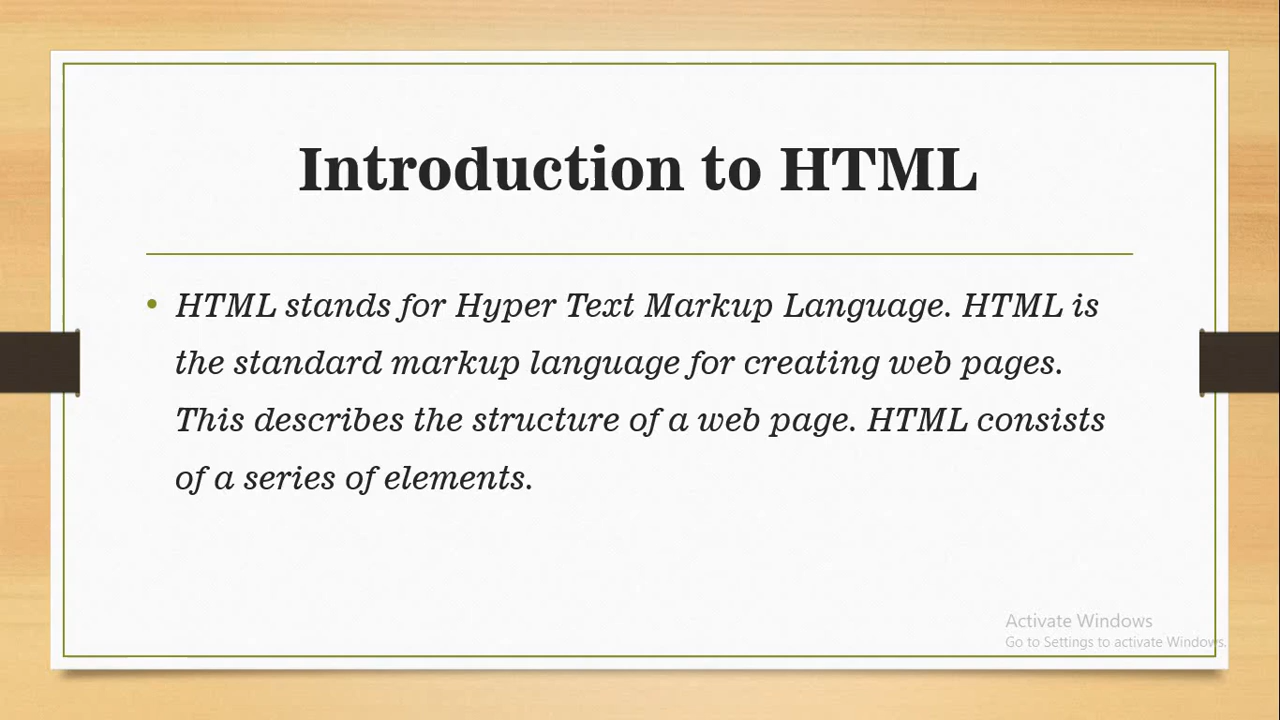 Introduction to HTML
• HTML stands for Hyper Text Markup Language. HTML is
the standard markup language for creating web pages.
This describes the structure of a web page. HTML consists
of a series of elements.
Activate Windows
Go to Settings to activate Windows.